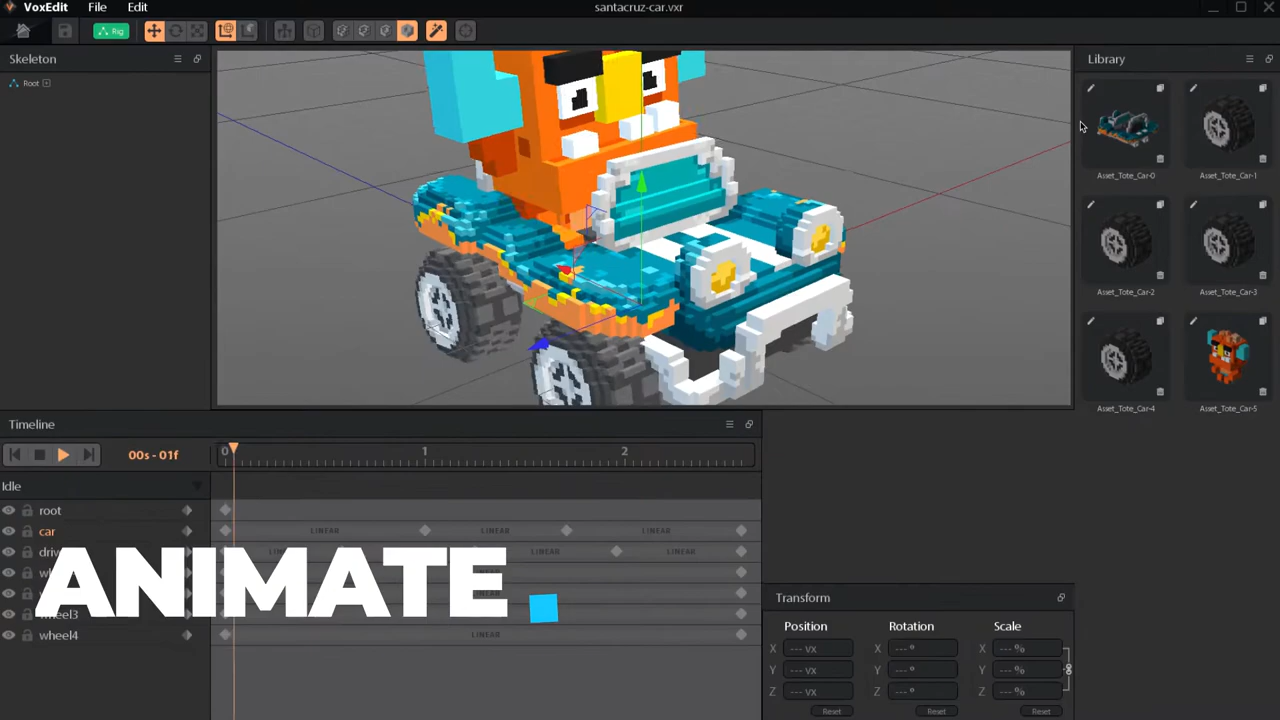 VoxEdit File Edit santacruz-car.vxr
Rig
Skeleton
Root
Library
Asset_Tote_Car-0 Asset_Tote_Car-1
Asset_Tote_Car-2 Asset_Tote_Car-3
Asset_Tote_Car-4 Asset_Tote_Car-5
Timeline
00s - 01f 0 1 2
Idle
root
car LINEAR LINEAR LINEAR
LINEAR LINEAR
ANIMATE
wheel3
wheel4 LINEAR
Transform
Position Rotation Scale
X --- vx X --- º X --- %
Y --- vx Y --- º Y --- %
Z --- vx Z --- º Z --- %
Reset Reset Reset